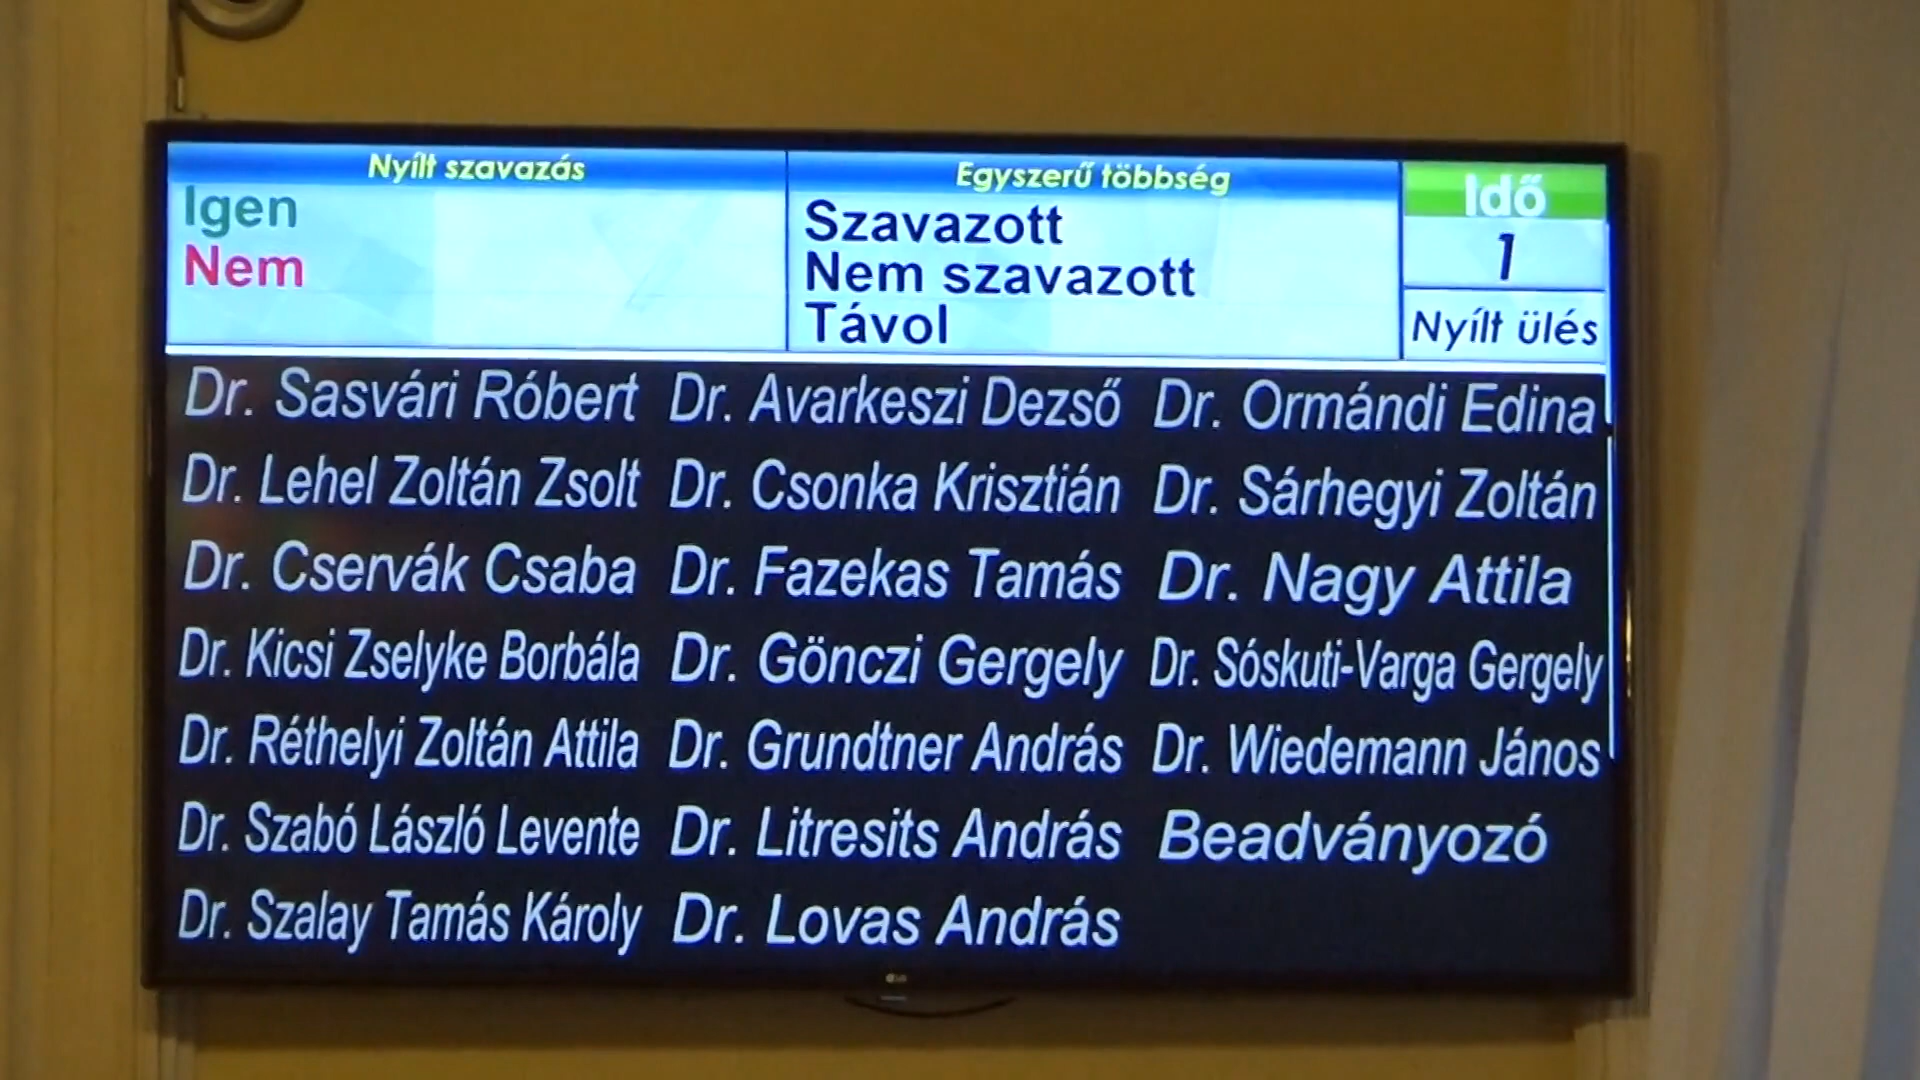 Nyílt szavazás
Igen
Nem
Egyszerű többség
Szavazott
Nem szavazott
Távol
Idő
1
Nyílt ülés
Dr. Sasvári Róbert Dr. Avarkeszi Dezső Dr. Ormándi Edina
Dr. Lehel Zoltán Zsolt Dr. Csonka Krisztián Dr. Sárhegyi Zoltán
Dr. Cservák Csaba Dr. Fazekas Tamás Dr. Nagy Attila
Dr. Kicsi Zselyke Borbála Dr. Gönczi Gergely Dr. Sóskuti-Varga Gergely
Dr. Réthelyi Zoltán Attila Dr. Grundtner András Dr. Wiedemann János
Dr. Szabó László Levente Dr. Litresits András Beadványozó
Dr. Szalay Tamás Károly Dr. Lovas András
LG